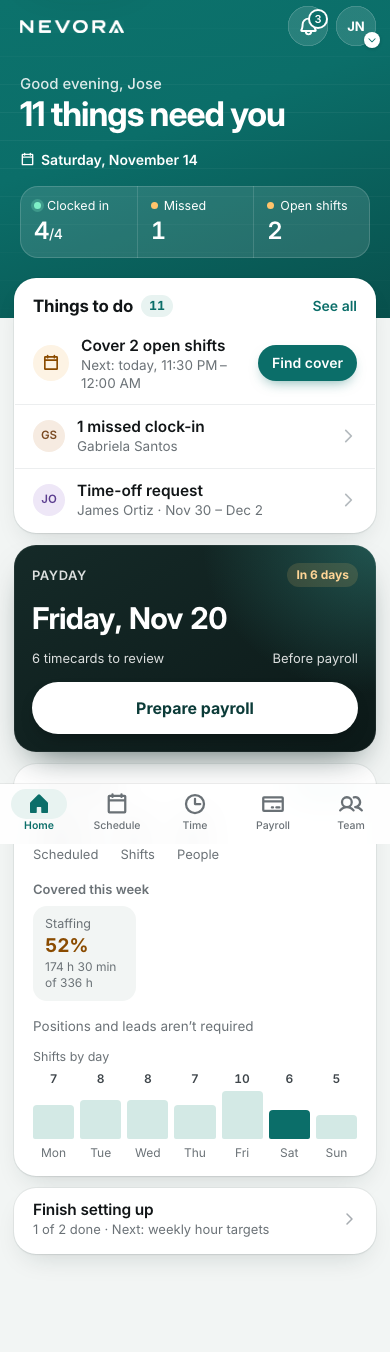 NEVORA
3
JN
Good evening, Jose
11 things need you
Saturday, November 14
Clocked in
4/4
Missed
1
Open shifts
2
Things to do 11
See all
Cover 2 open shifts
Next: today, 11:30 PM –
12:00 AM
Find cover
GS
1 missed clock-in
Gabriela Santos
JO
Time-off request
James Ortiz · Nov 30 – Dec 2
PAYDAY
In 6 days
Friday, Nov 20
6 timecards to review
Before payroll
Prepare payroll
Home
Schedule
Time
Payroll
Team
Scheduled
Shifts
People
Covered this week
Staffing
52%
174 h 30 min
of 336 h
Positions and leads aren’t required
Shifts by day
7 8 8 7 10 6 5
Mon Tue Wed Thu Fri Sat Sun
Finish setting up
1 of 2 done · Next: weekly hour targets